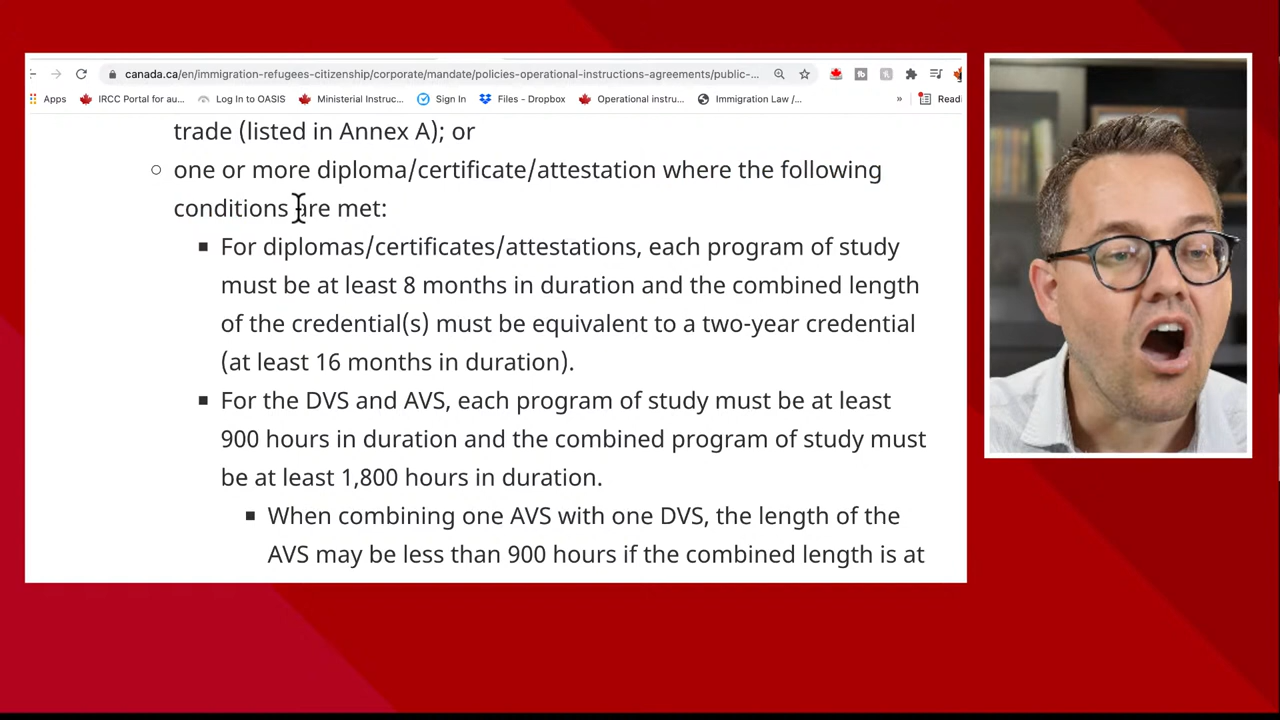 canada.ca/en/immigration-refugees-citizenship/corporate/mandate/policies-operational-instructions-agreements/public-...
Apps IRCC Portal for au... Log In to OASIS Ministerial Instruc... Sign In Files - Dropbox Operational instru... Immigration Law /... » Readi
trade (listed in Annex A); or
one or more diploma/certificate/attestation where the following
conditions are met:
For diplomas/certificates/attestations, each program of study
must be at least 8 months in duration and the combined length
of the credential(s) must be equivalent to a two-year credential
(at least 16 months in duration).
For the DVS and AVS, each program of study must be at least
900 hours in duration and the combined program of study must
be at least 1,800 hours in duration.
When combining one AVS with one DVS, the length of the
AVS may be less than 900 hours if the combined length is at